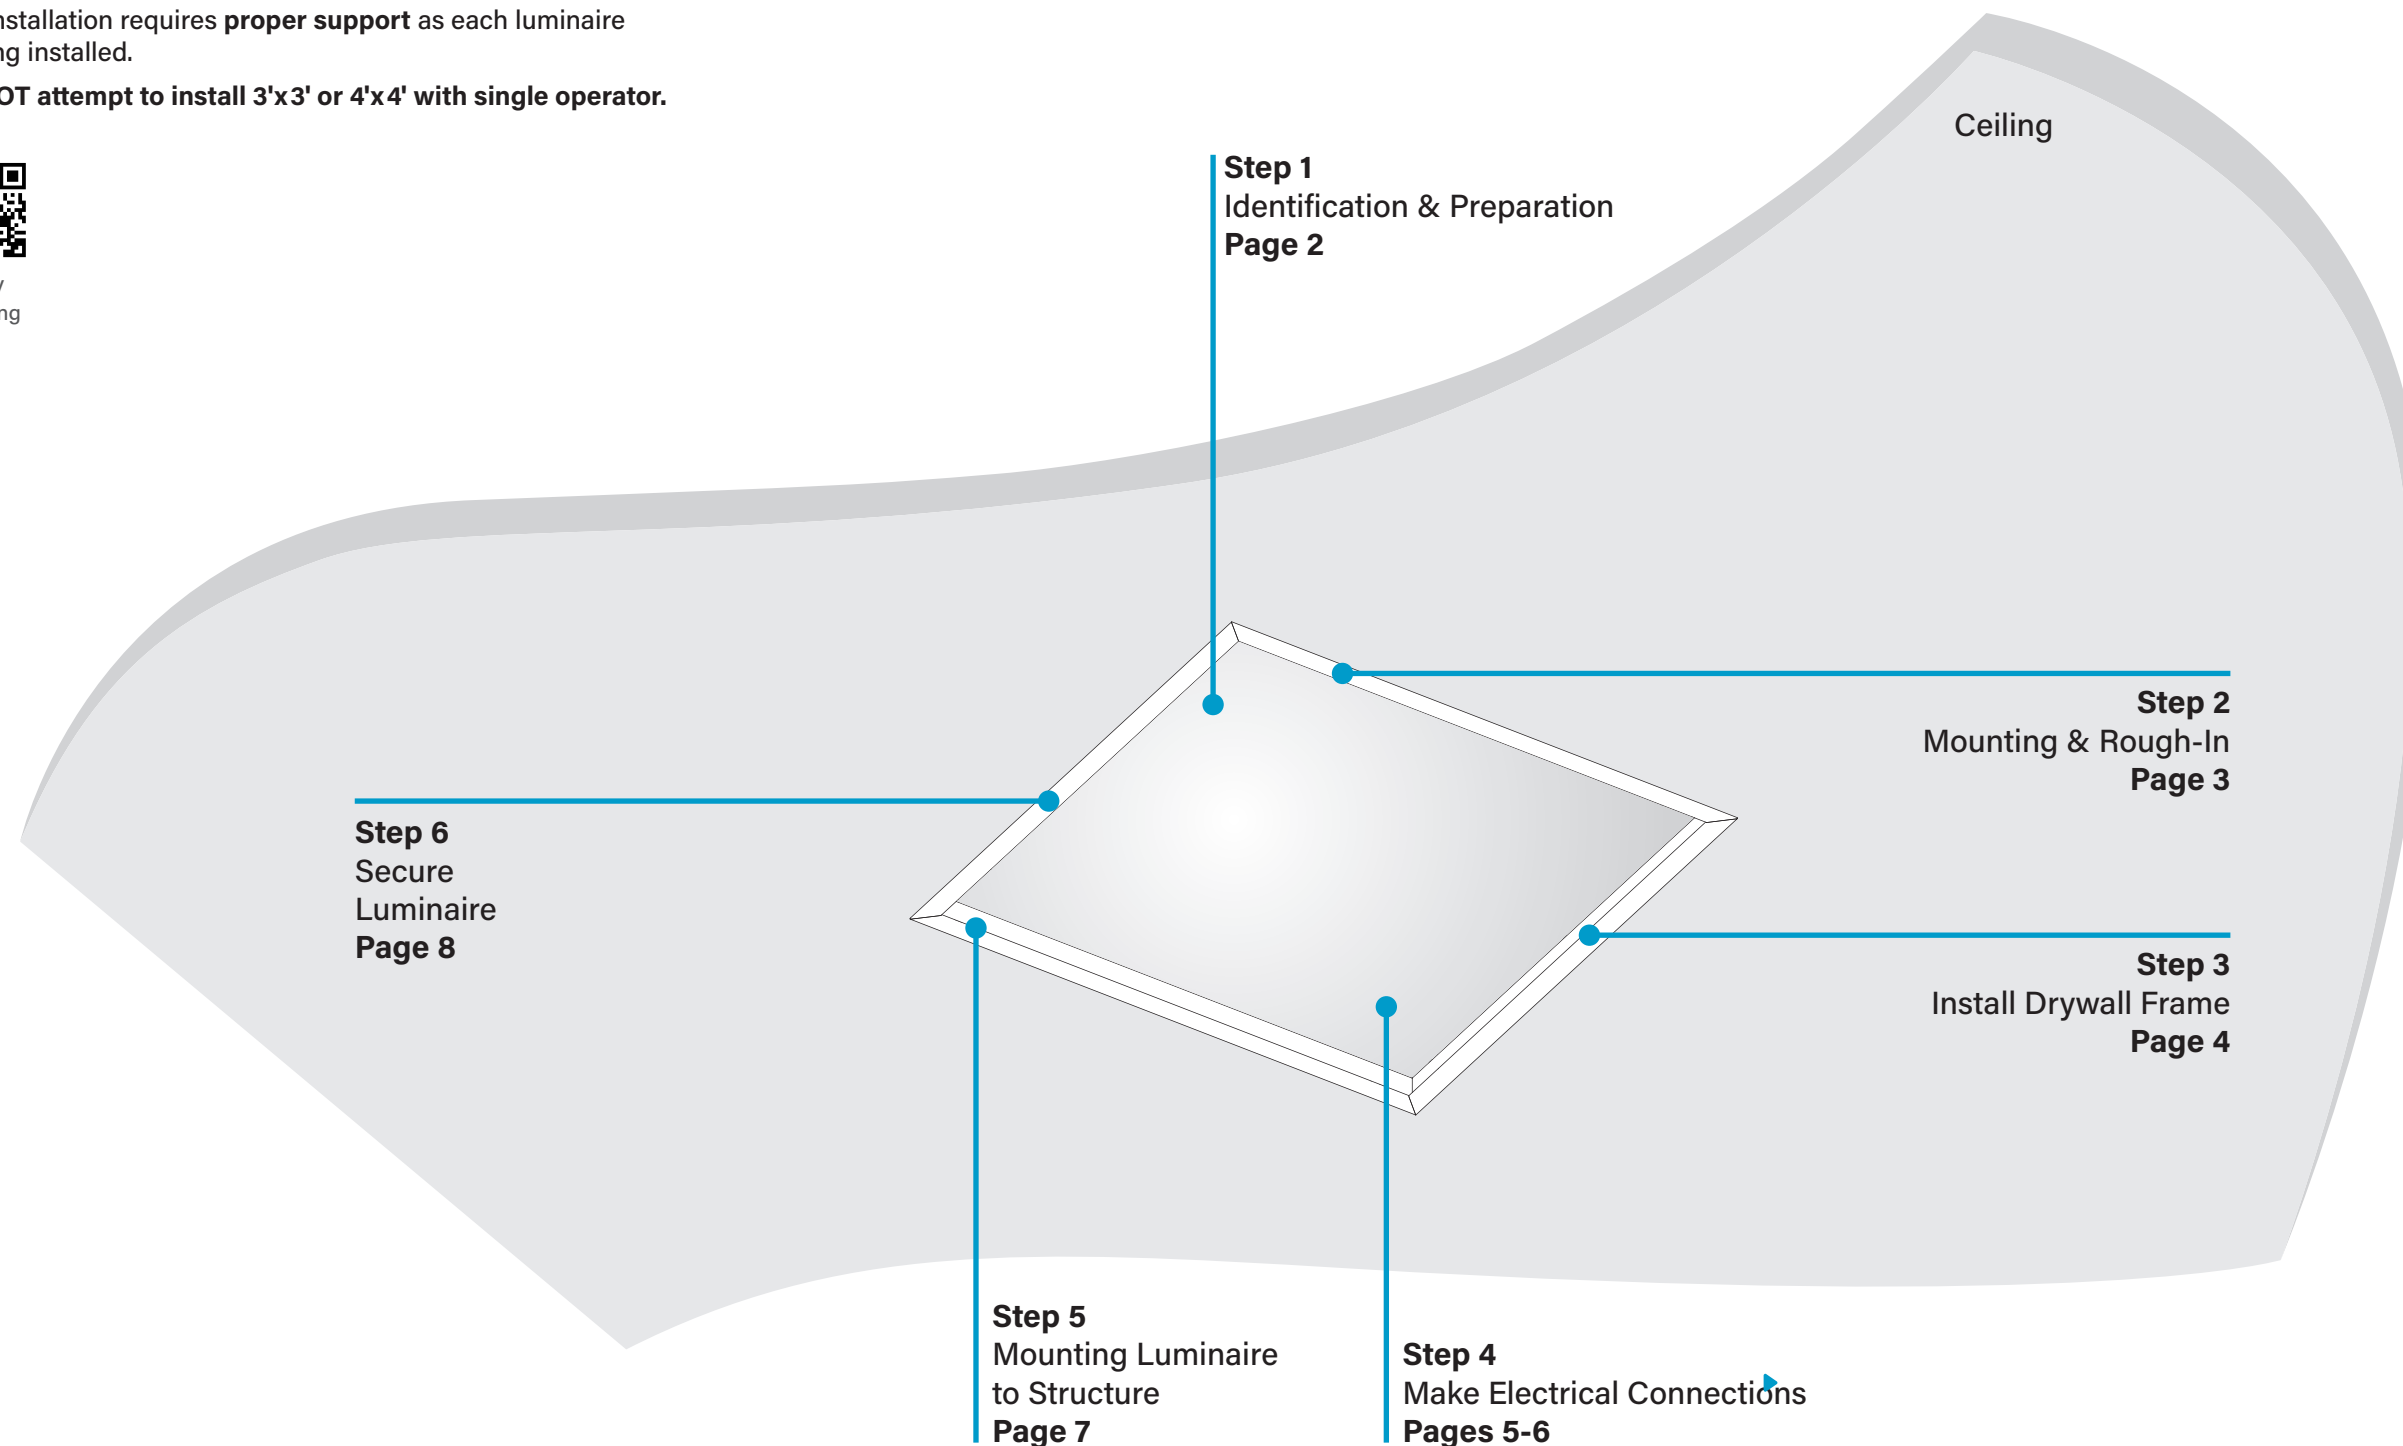 nstallation requires proper support as each luminaire
ng installed.
OT attempt to install 3'x3' or 4'x4' with single operator.
ng
Ceiling
Step 1
Identification & Preparation
Page 2
Step 2
Mounting & Rough-In
Page 3
Step 6
Secure
Luminaire
Page 8
Step 3
Install Drywall Frame
Page 4
Step 5
Mounting Luminaire
to Structure
Page 7
Step 4
Make Electrical Connections
Pages 5-6